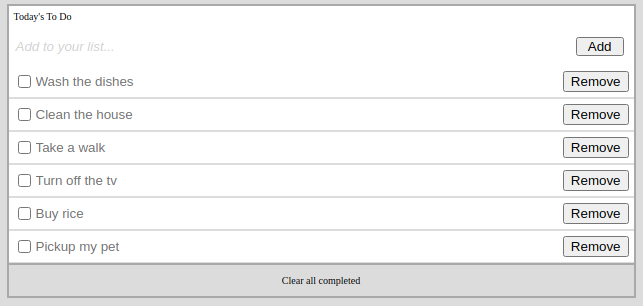 Today's To Do
Add to your list...
Add
Wash the dishes
Remove
Clean the house
Remove
Take a walk
Remove
Turn off the tv
Remove
Buy rice
Remove
Pickup my pet
Remove
Clear all completed